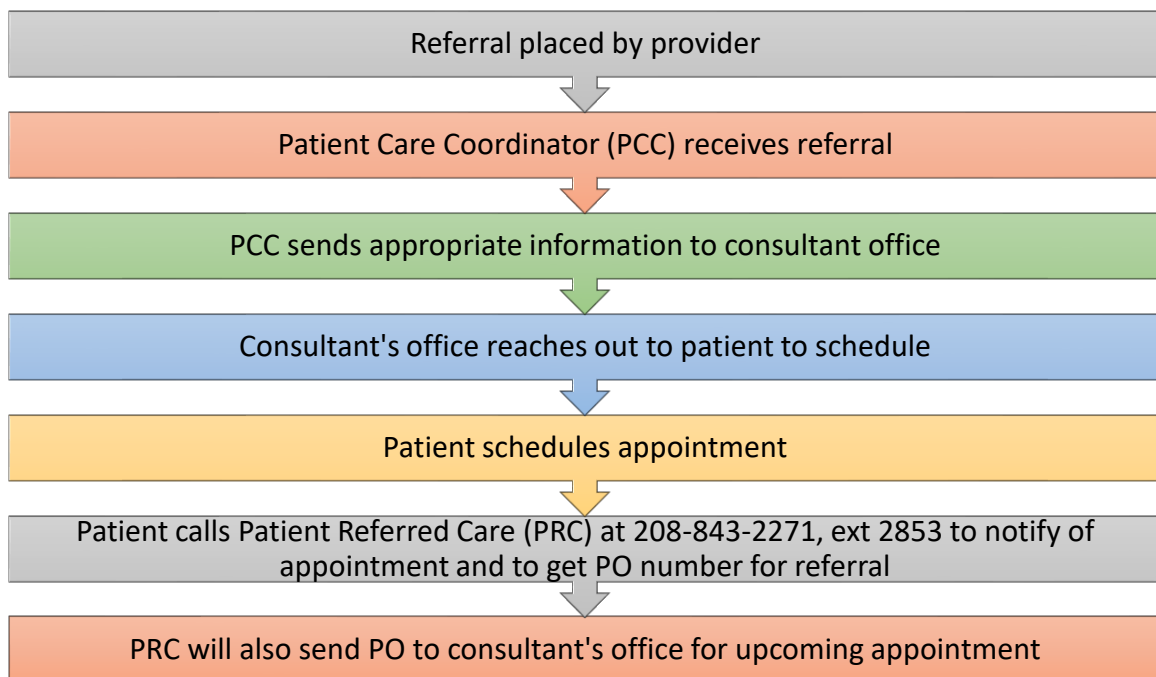 Referral placed by provider
Patient Care Coordinator (PCC) receives referral
PCC sends appropriate information to consultant office
Consultant's office reaches out to patient to schedule
Patient schedules appointment
Patient calls Patient Referred Care (PRC) at 208-843-2271, ext 2853 to notify of
appointment and to get PO number for referral
PRC will also send PO to consultant's office for upcoming appointment